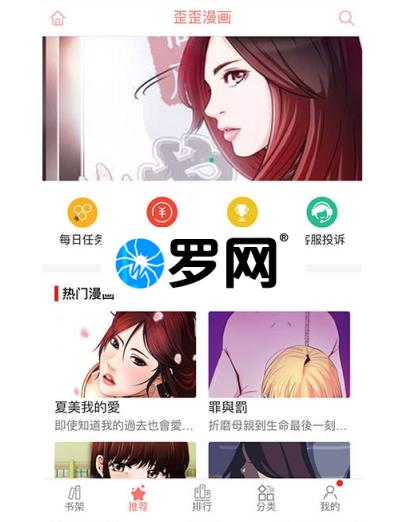 歪歪漫画
每日任务
客服投诉
罗网®
热门漫画
夏美我的愛
罪與罰
即使知道我的過去也會愛…
折磨母親到生命最後一刻…
书架
推荐
排行
分类
我的